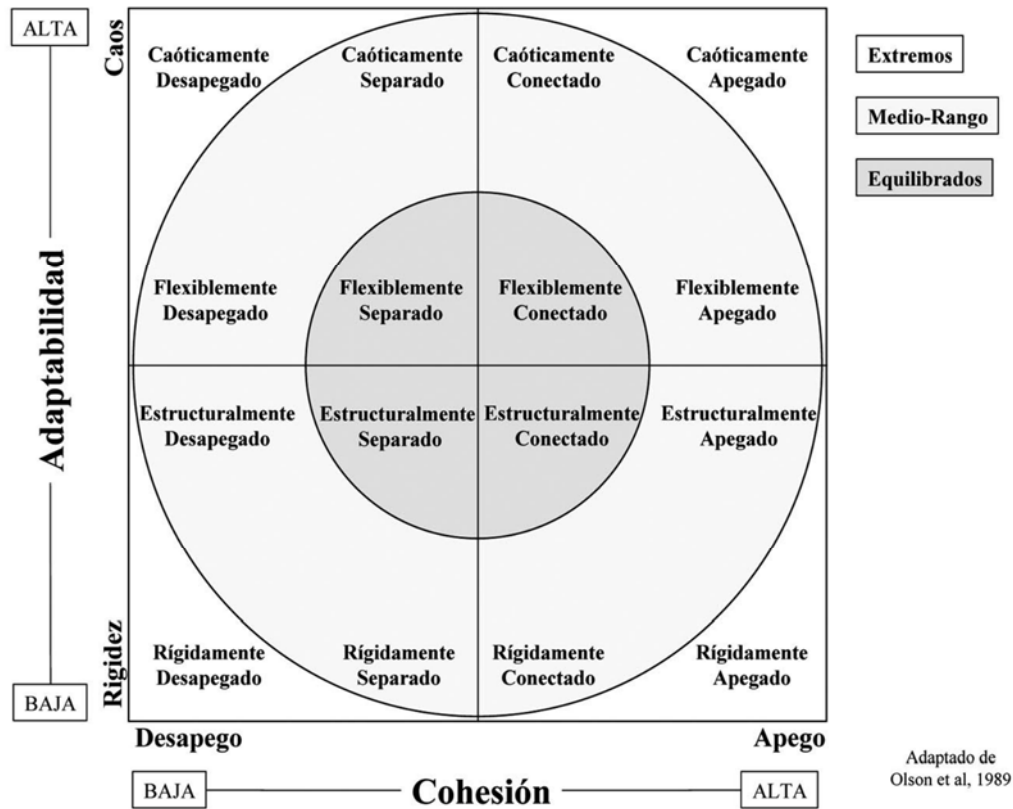 ALTA
Caos
Caóticamente
Desapegado
Caóticamente
Separado
Caóticamente
Conectado
Caóticamente
Apegado
Extremos
Medio-Rango
Equilibrados
Adaptabilidad
Flexiblemente
Desapegado
Flexiblemente
Separado
Flexiblemente
Conectado
Flexiblemente
Apegado
Estructuralmente
Desapegado
Estructuralmente
Separado
Estructuralmente
Conectado
Estructuralmente
Apegado
Rígidamente
Desapegado
Rígidamente
Separado
Rígidamente
Conectado
Rígidamente
Apegado
Rigidez
BAJA
Desapego
Apego
BAJA
Cohesión
ALTA
Adaptado de
Olson et al, 1989